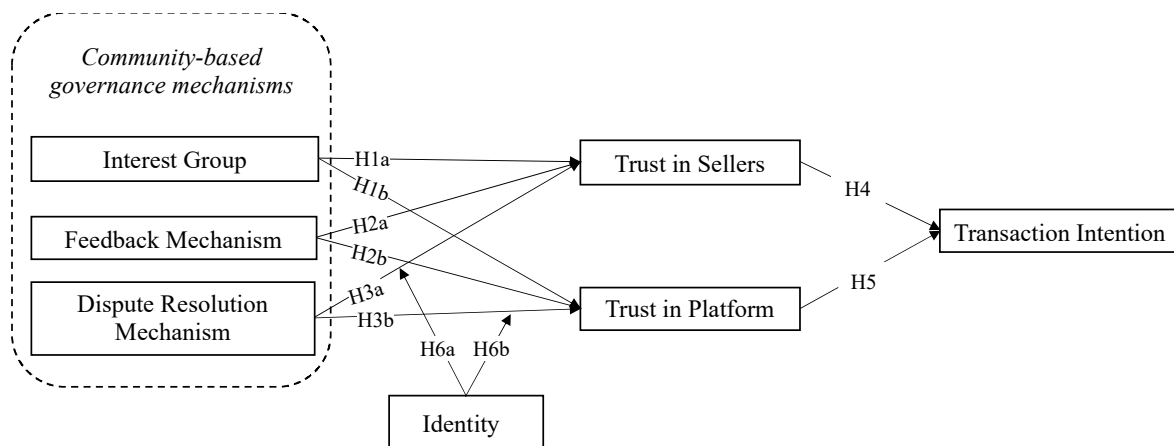 Community-based
governance mechanisms
Interest Group
H1a
Trust in Sellers
H1b
H4
Feedback Mechanism
H2a
H2b
Transaction Intention
Dispute Resolution
Mechanism
H3a
H3b
Trust in Platform
H5
H6a
H6b
Identity